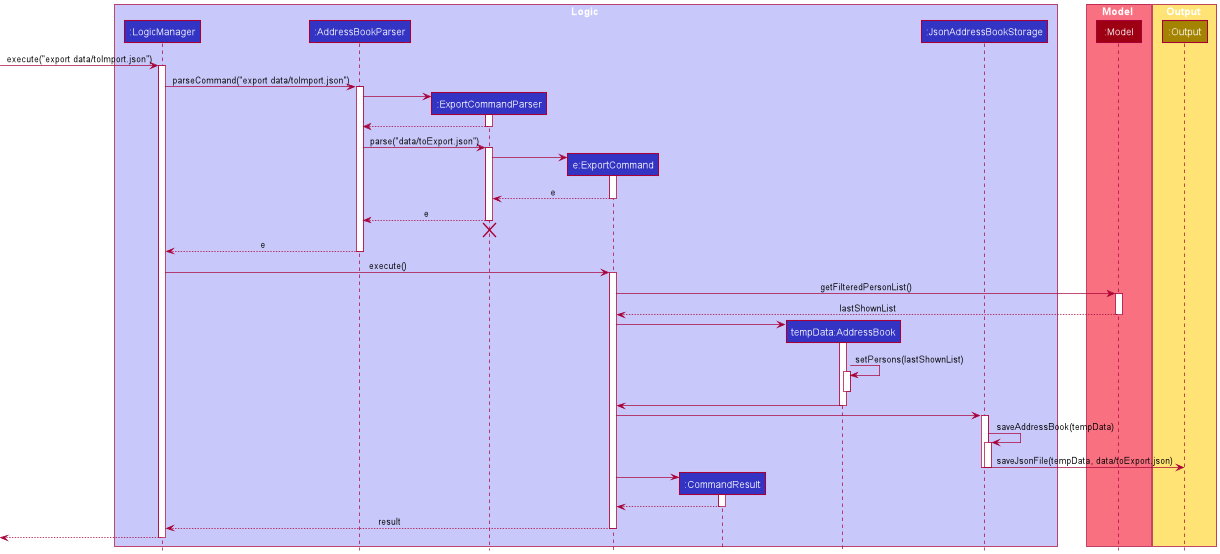 Logic
Model
Output
:LogicManager
:AddressBookParser
:JsonAddressBookStorage
:Model
:Output
execute("export data/toImport.json")
parseCommand("export data/toImport.json")
:ExportCommandParser
parse("data/toExport.json")
e:ExportCommand
e
e
e
execute()
getFilteredPersonList()
lastShownList
tempData:AddressBook
setPersons(lastShownList)
saveAddressBook(tempData)
saveJsonFile(tempData, data/toExport.json)
:CommandResult
result